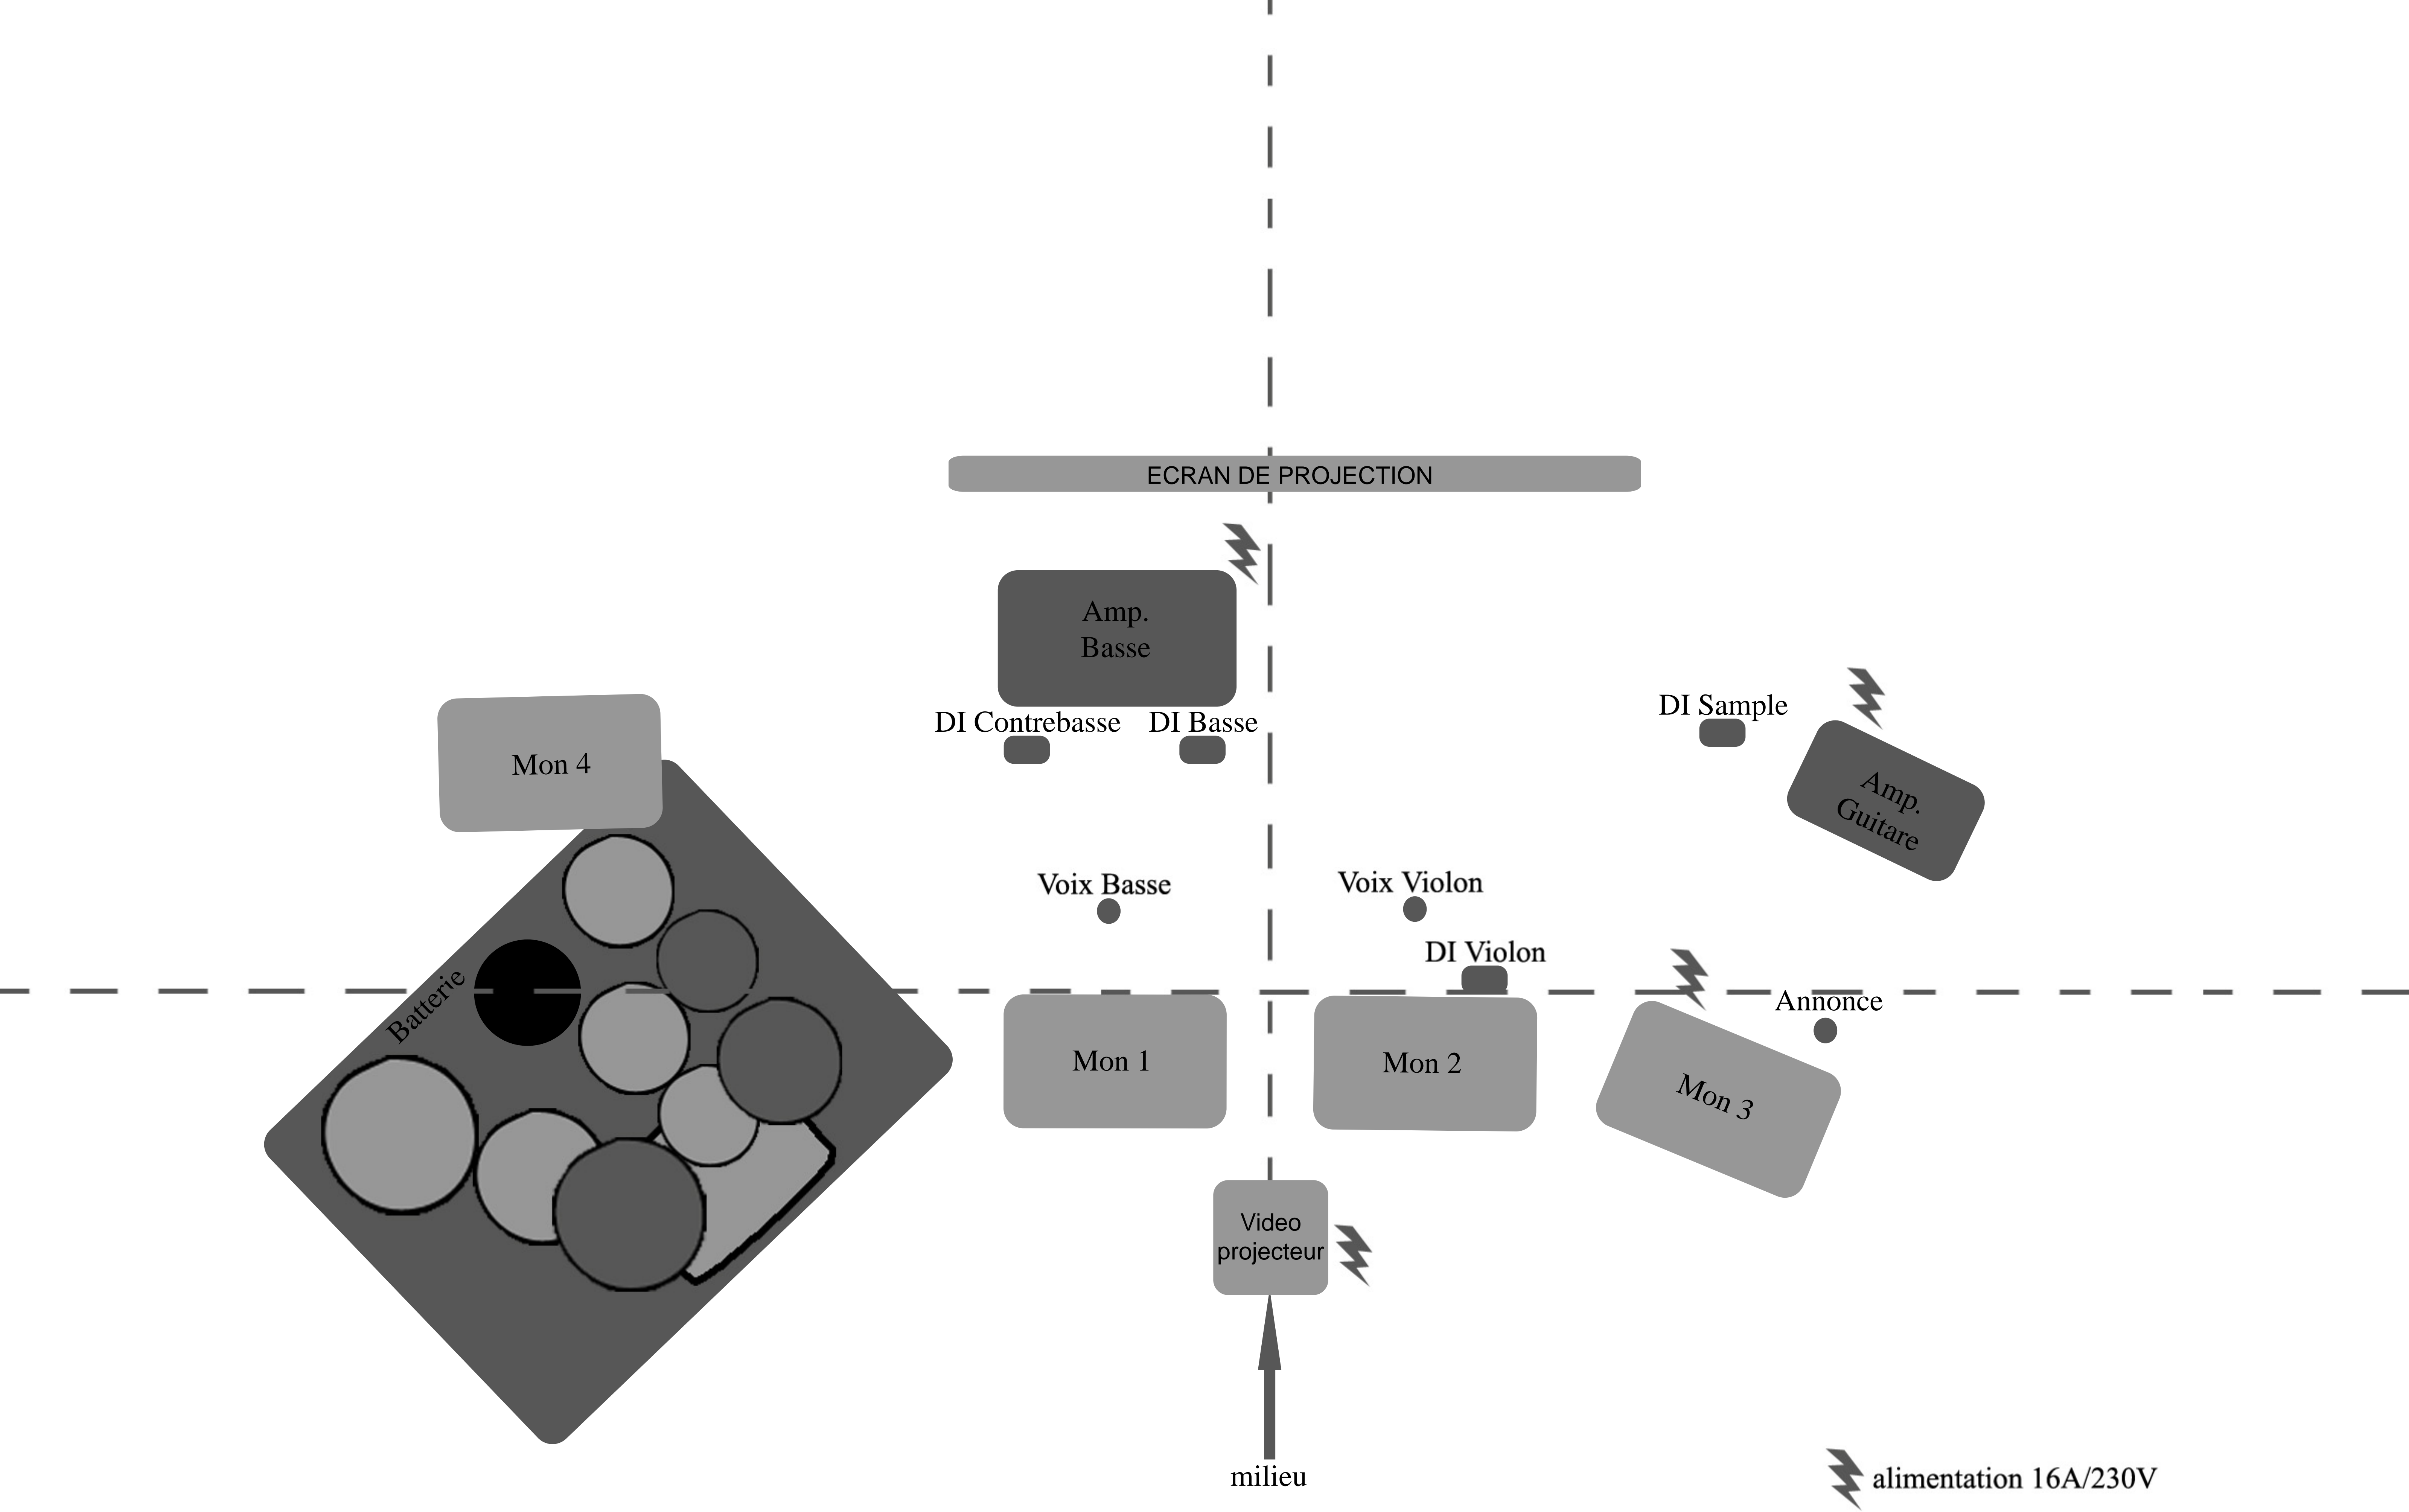 ECRAN DE PROJECTION
Amp.
Basse
DI Contrebasse
DI Basse
DI Sample
Mon 4
Amp.
Guitare
Voix Basse
Voix Violon
DI Violon
Batterie
Annonce
Mon 1
Mon 2
Mon 3
Video
projecteur
milieu
alimentation 16A/230V